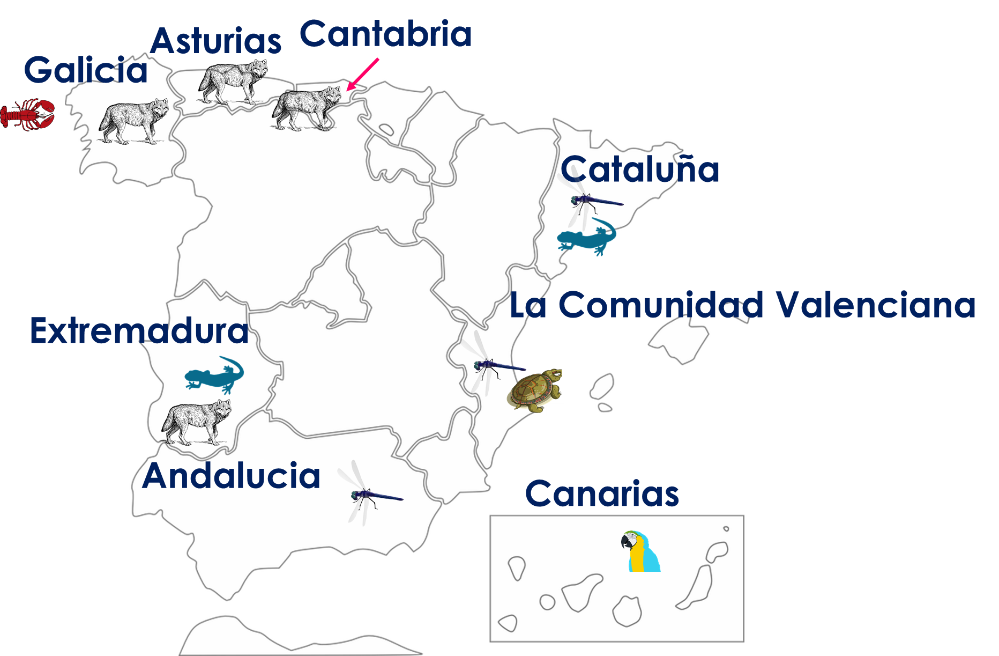 Asturias
Cantabria
Galicia
Cataluña
La Comunidad Valenciana
Extremadura
Andalucia
Canarias